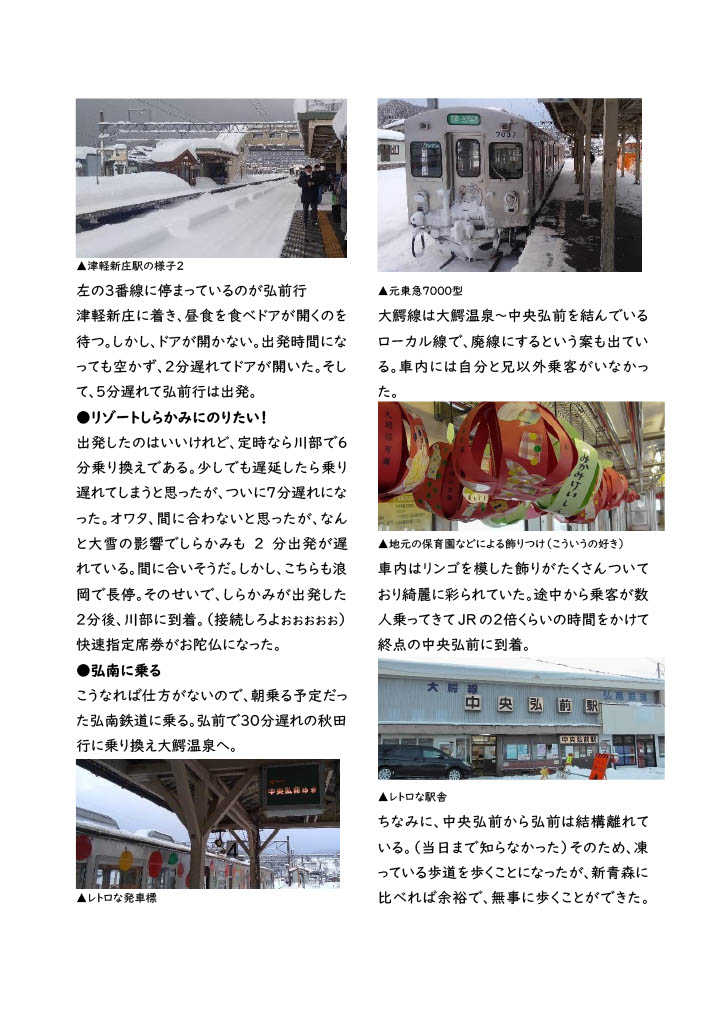 ▲津軽新庄駅の様子2
左の3番線に停まっているのが弘前行
津軽新庄に着き、昼食を食べドアが開くのを
待つ。しかし、ドアが開かない。出発時間にな
っても空かず、2分遅れてドアが開いた。そし
て、5分遅れて弘前行は出発。
●リゾートしらかみにのりたい!
出発したのはいいけれど、定時なら川部で6
分乗り換えである。少しでも遅延したら乗り
遅れてしまうと思ったが、ついに7分遅れにな
った。オワタ、間に合わないと思ったが、なん
と大雪の影響でしらかみも 2 分出発が遅
れている。間に合いそうだ。しかし、こちらも浪
岡で長停。そのせいで、しらかみが出発した
2分後、川部に到着。(接続しろよぉぉぉぉぉ)
快速指定席券がお陀仏になった。
●弘南に乗る
こうなれば仕方がないので、朝乗る予定だっ
た弘南鉄道に乗る。弘前で30分遅れの秋田
行に乗り換え大鰐温泉へ。
中央弘前ゆき
4
▲レトロな発車標
7037
ワンマン
▲元東急7000型
大鰐線は大鰐温泉~中央弘前を結んでいる
ローカル線で、廃線にするという案も出てい
る。車内には自分と兄以外乗客がいなかっ
た。
みかみけいし
▲地元の保育園などによる飾りつけ(こういうの好き)
車内はリンゴを模した飾りがたくさんついて
おり綺麗に彩られていた。途中から乗客が数
人乗ってきてJRの2倍くらいの時間をかけて
終点の中央弘前に到着。
大鰐線
弘南鉄道
中央弘前駅
中央弘前駅
▲レトロな駅舎
ちなみに、中央弘前から弘前は結構離れて
いる。(当日まで知らなかった)そのため、凍
っている歩道を歩くことになったが、新青森に
比べれば余裕で、無事に歩くことができた。